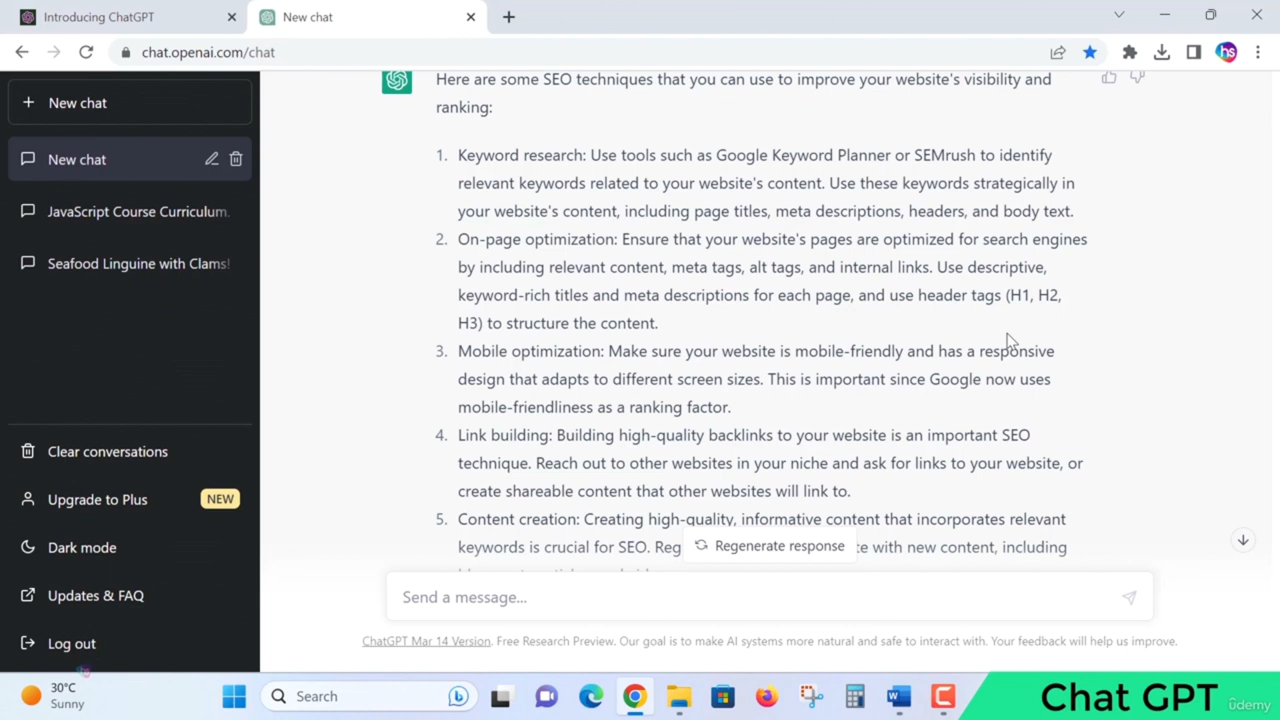 Introducing ChatGPT
New chat
chat.openai.com/chat
hs
New chat
New chat
JavaScript Course Curriculum.
Seafood Linguine with Clams!
Clear conversations
Upgrade to Plus NEW
Dark mode
Updates & FAQ
Log out
Here are some SEO techniques that you can use to improve your website's visibility and
ranking:
1. Keyword research: Use tools such as Google Keyword Planner or SEMrush to identify
relevant keywords related to your website's content. Use these keywords strategically in
your website's content, including page titles, meta descriptions, headers, and body text.
2. On-page optimization: Ensure that your website's pages are optimized for search engines
by including relevant content, meta tags, alt tags, and internal links. Use descriptive,
keyword-rich titles and meta descriptions for each page, and use header tags (H1, H2,
H3) to structure the content.
3. Mobile optimization: Make sure your website is mobile-friendly and has a responsive
design that adapts to different screen sizes. This is important since Google now uses
mobile-friendliness as a ranking factor.
4. Link building: Building high-quality backlinks to your website is an important SEO
technique. Reach out to other websites in your niche and ask for links to your website, or
create shareable content that other websites will link to.
5. Content creation: Creating high-quality, informative content that incorporates relevant
keywords is crucial for SEO. with new content, including
Regenerate response
Send a message...
ChatGPT Mar 14 Version. Free Research Preview. Our goal is to make AI systems more natural and safe to interact with. Your feedback will help us improve.
30°C
Sunny
Search
Chat GPT
ûdemy